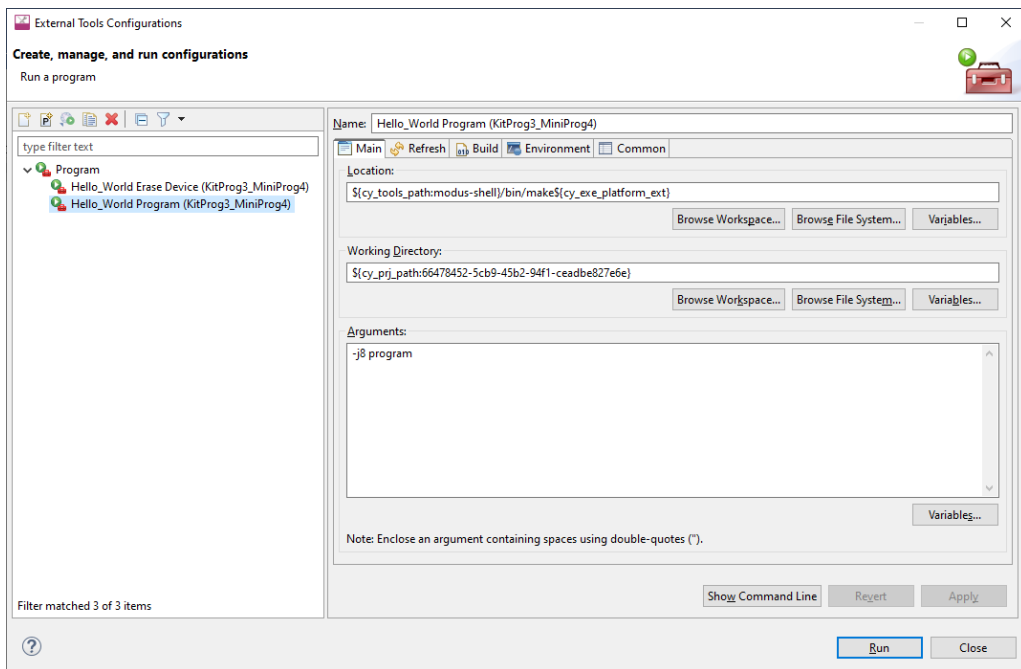 External Tools Configurations
Create, manage, and run configurations
Run a program
type filter text
Program
Hello_World Erase Device (KitProg3_MiniProg4)
Hello_World Program (KitProg3_MiniProg4)
Filter matched 3 of 3 items
Name: Hello_World Program (KitProg3_MiniProg4)
Main Refresh Build Environment Common
Location:
${cy_tools_path:modus-shell}/bin/make${cy_exe_platform_ext}
Browse Workspace... Browse File System... Variables...
Working Directory:
${cy_prj_path:66478452-5cb9-45b2-94f1-ceadbe827e6e}
Browse Workspace... Browse File System... Variables...
Arguments:
-j8 program
Variables...
Note: Enclose an argument containing spaces using double-quotes (").
Show Command Line Revert Apply
Run Close